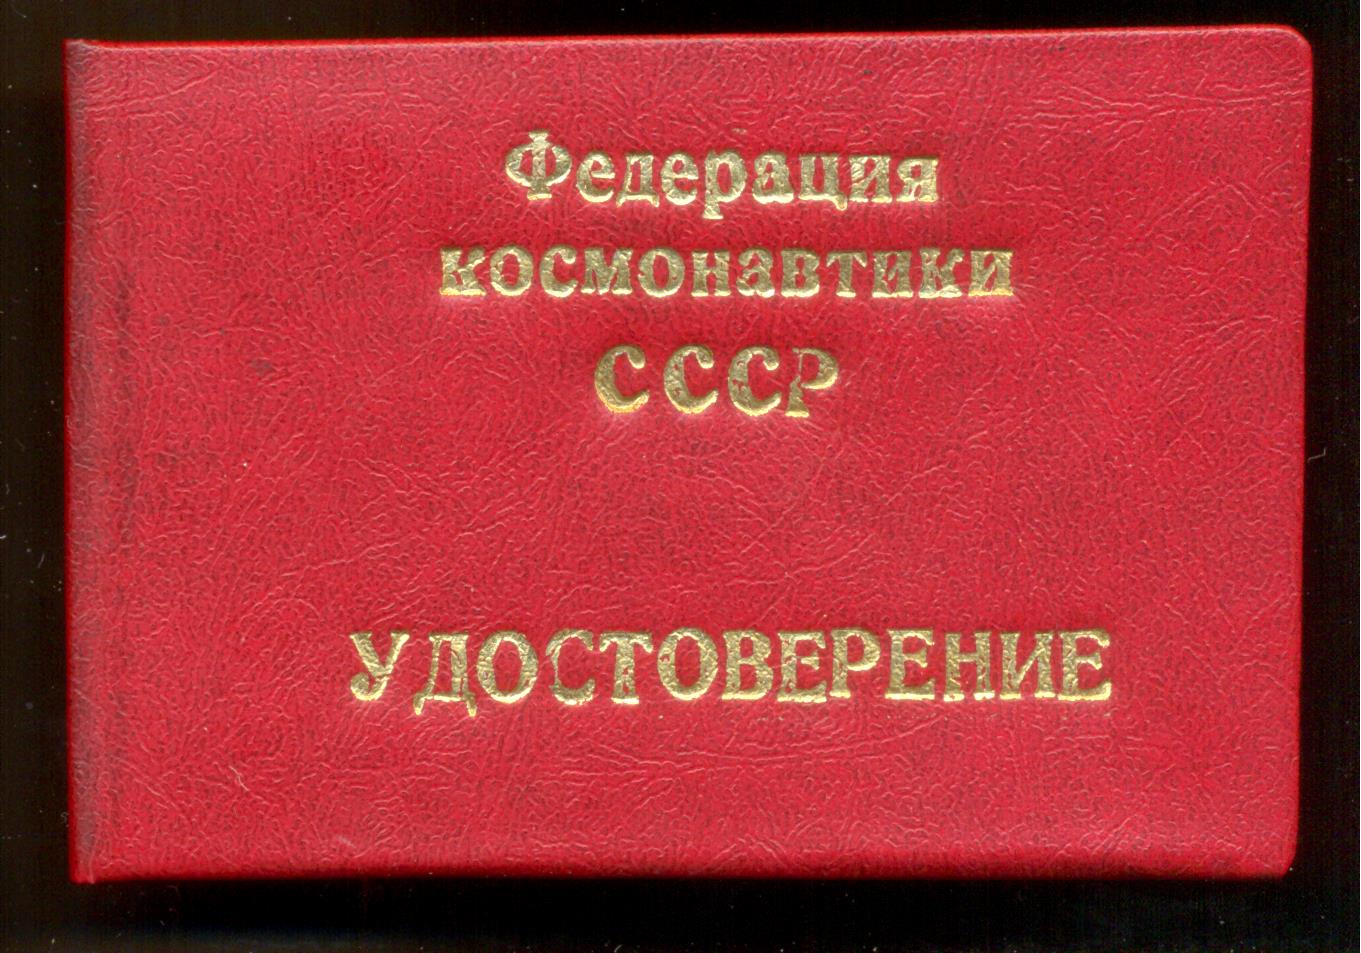 Федерация
космонавтики
СССР
УДОСТОВЕРЕНИЕ